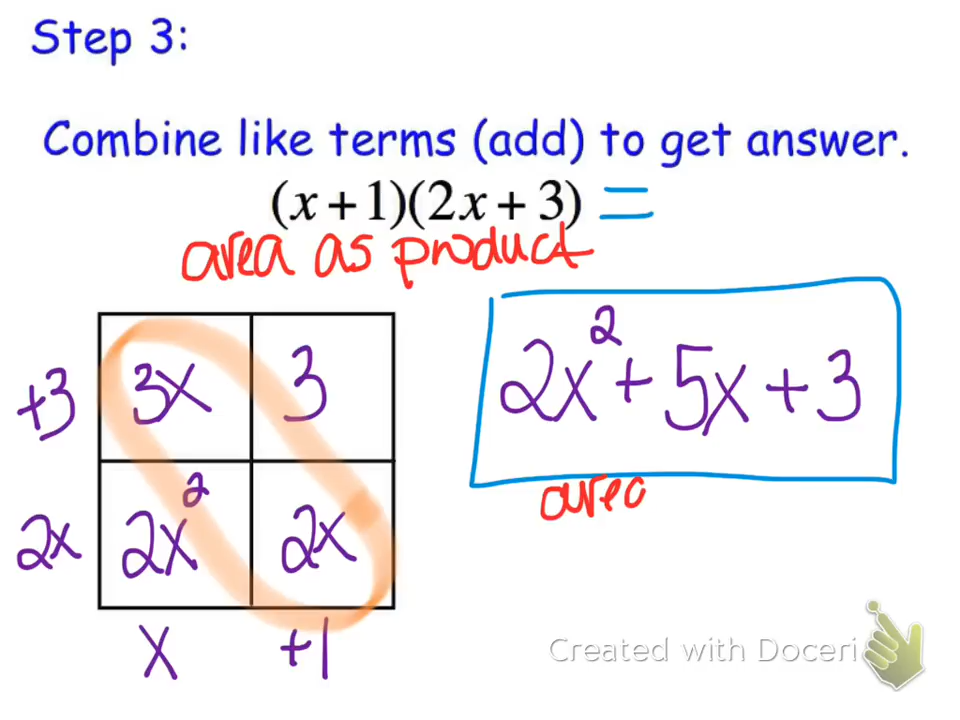 Step 3:
Combine like terms (add) to get answer.
(x+1)(2x+3) =
area as product
+3 3x 3
2x² + 5x + 3
2x 2x² 2x
area
x +1
Created with Doceri